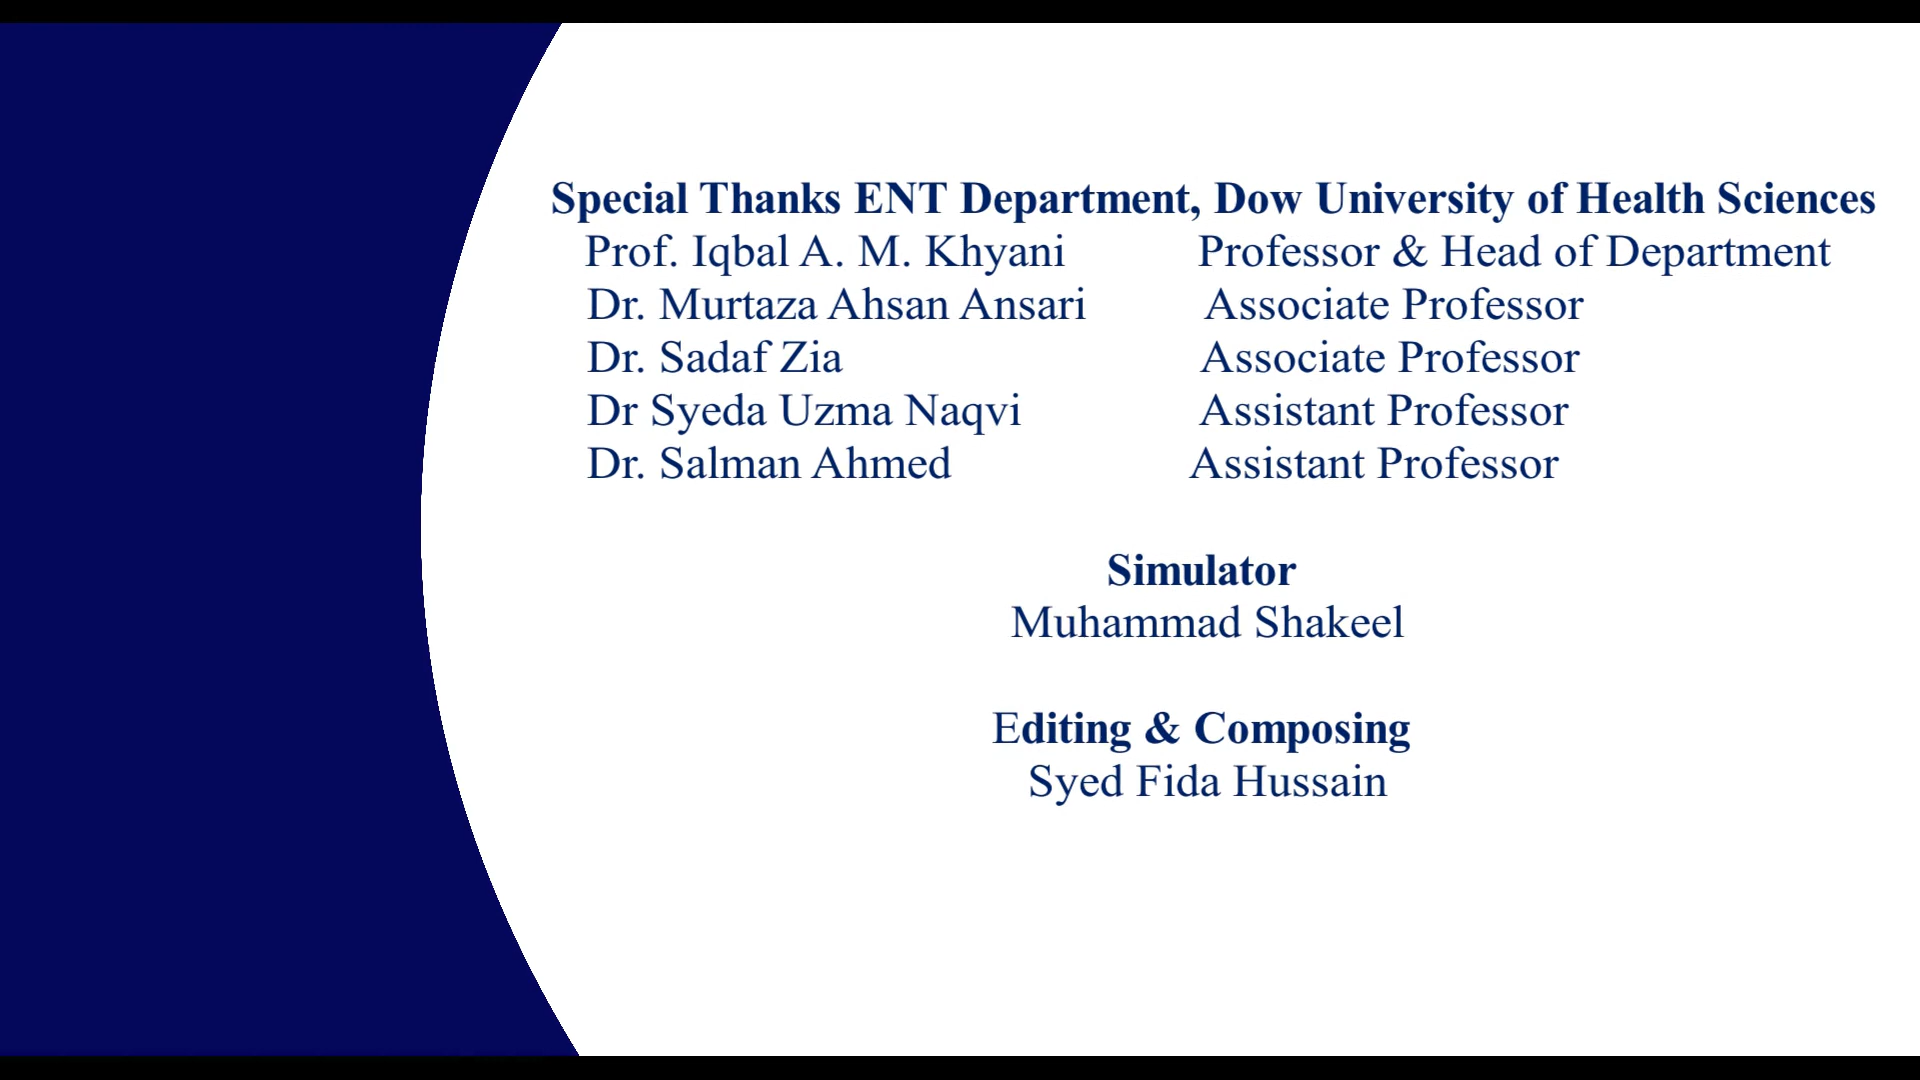 Special Thanks ENT Department, Dow University of Health Sciences
Prof. Iqbal A. M. Khyani Professor & Head of Department
Dr. Murtaza Ahsan Ansari Associate Professor
Dr. Sadaf Zia Associate Professor
Dr Syeda Uzma Naqvi Assistant Professor
Dr. Salman Ahmed Assistant Professor
Simulator
Muhammad Shakeel
Editing & Composing
Syed Fida Hussain